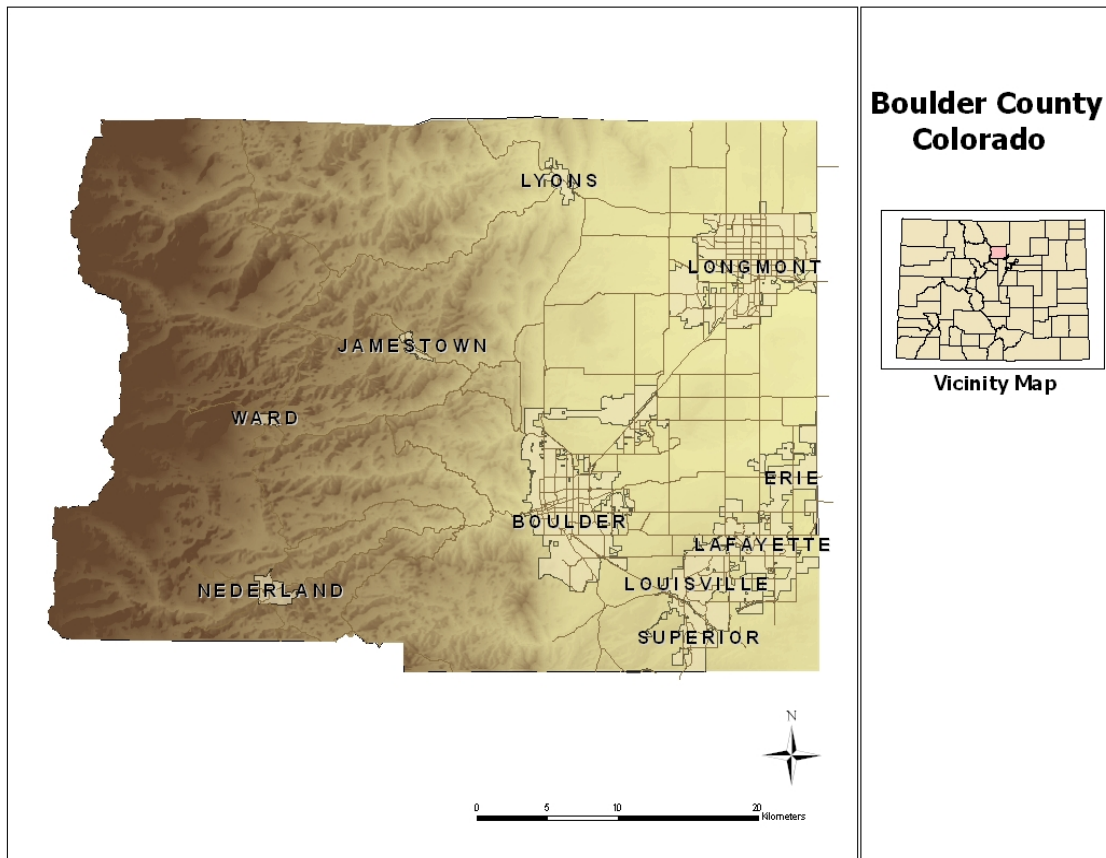 Boulder County
Colorado
Vicinity Map
LYONS
LONGMONT
JAMESTOWN
WARD
ERIE
BOULDER
LAFAYETTE
LOUISVILLE
NEDERLAND
SUPERIOR
N
0 5 10 20
Kilometers